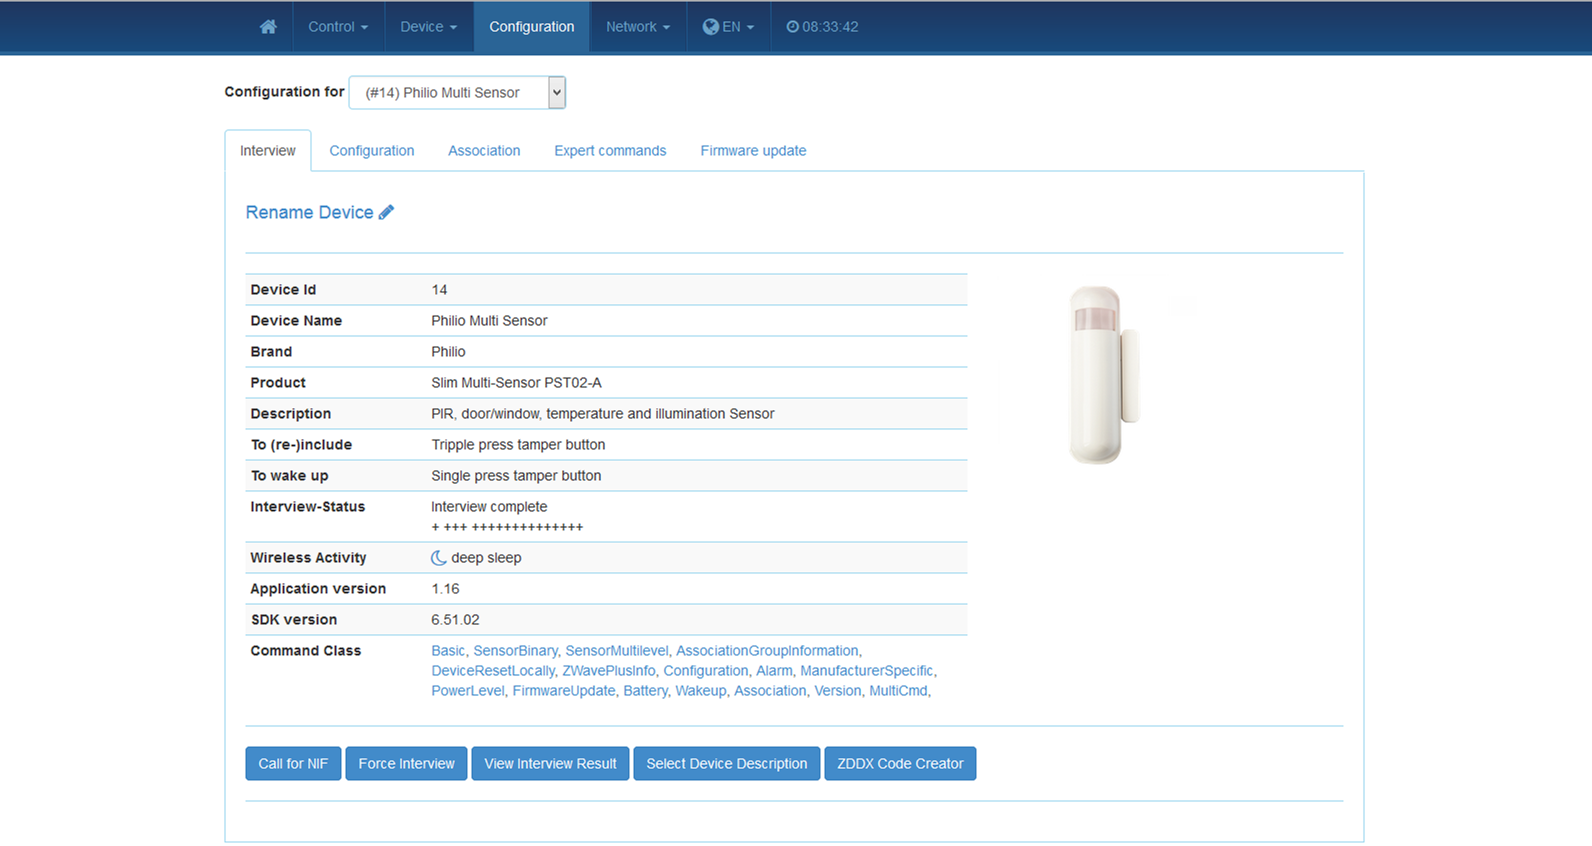 Control Device Configuration Network EN 08:33:42
Configuration for (#14) Philio Multi Sensor
Interview Configuration Association Expert commands Firmware update
Rename Device
Device Id 14
Device Name Philio Multi Sensor
Brand Philio
Product Slim Multi-Sensor PST02-A
Description PIR, door/window, temperature and illumination Sensor
To (re-)include Tripple press tamper button
To wake up Single press tamper button
Interview-Status Interview complete
+ +++ ++++++++++++++
Wireless Activity deep sleep
Application version 1.16
SDK version 6.51.02
Command Class Basic, SensorBinary, SensorMultilevel, AssociationGroupInformation,
DeviceResetLocally, ZWavePlusInfo, Configuration, Alarm, ManufacturerSpecific,
PowerLevel, FirmwareUpdate, Battery, Wakeup, Association, Version, MultiCmd,
Call for NIF Force Interview View Interview Result Select Device Description ZDDX Code Creator